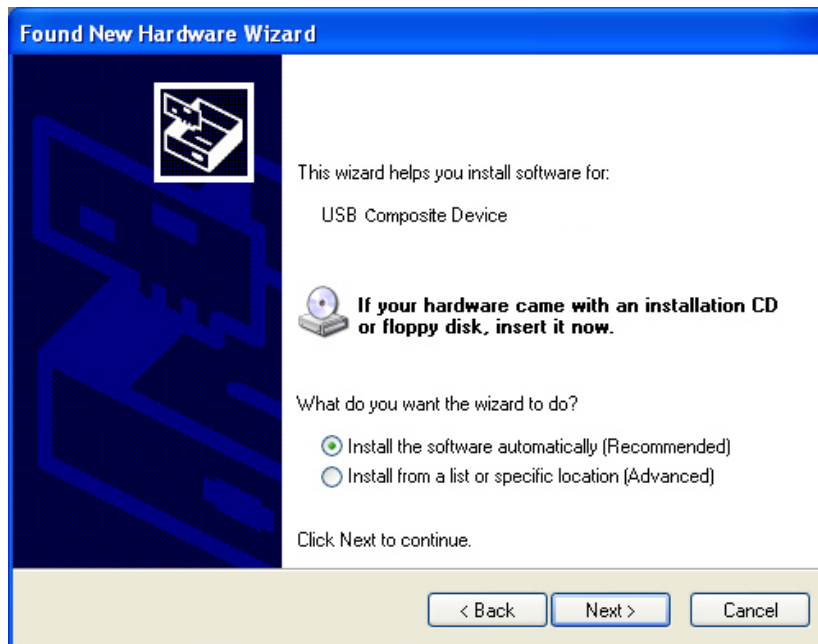 Found New Hardware Wizard
This wizard helps you install software for:
USB Composite Device
If your hardware came with an installation CD
or floppy disk, insert it now.
What do you want the wizard to do?
Install the software automatically (Recommended)
Install from a list or specific location (Advanced)
Click Next to continue.
< Back
Next >
Cancel